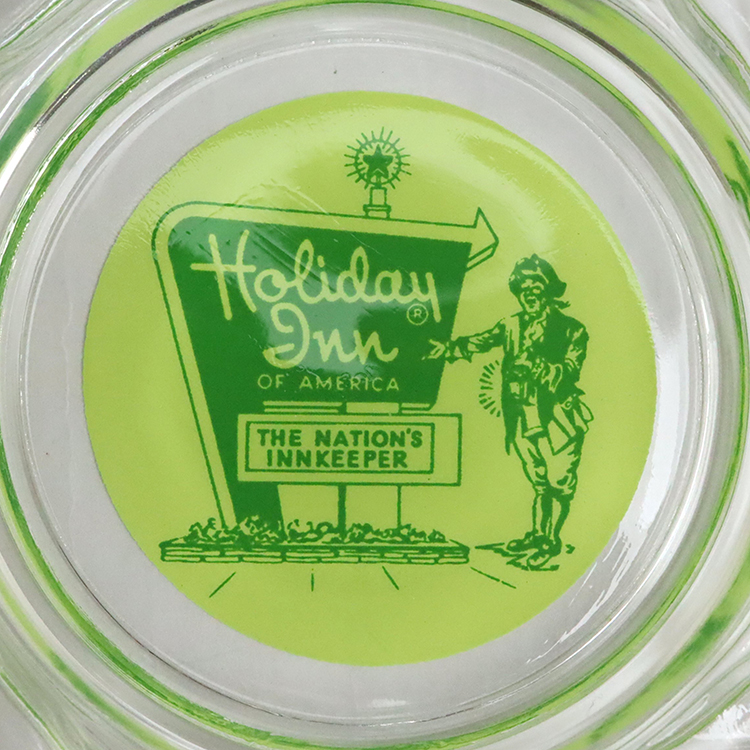 Holiday
Inn ®
OF AMERICA
THE NATION'S
INNKEEPER